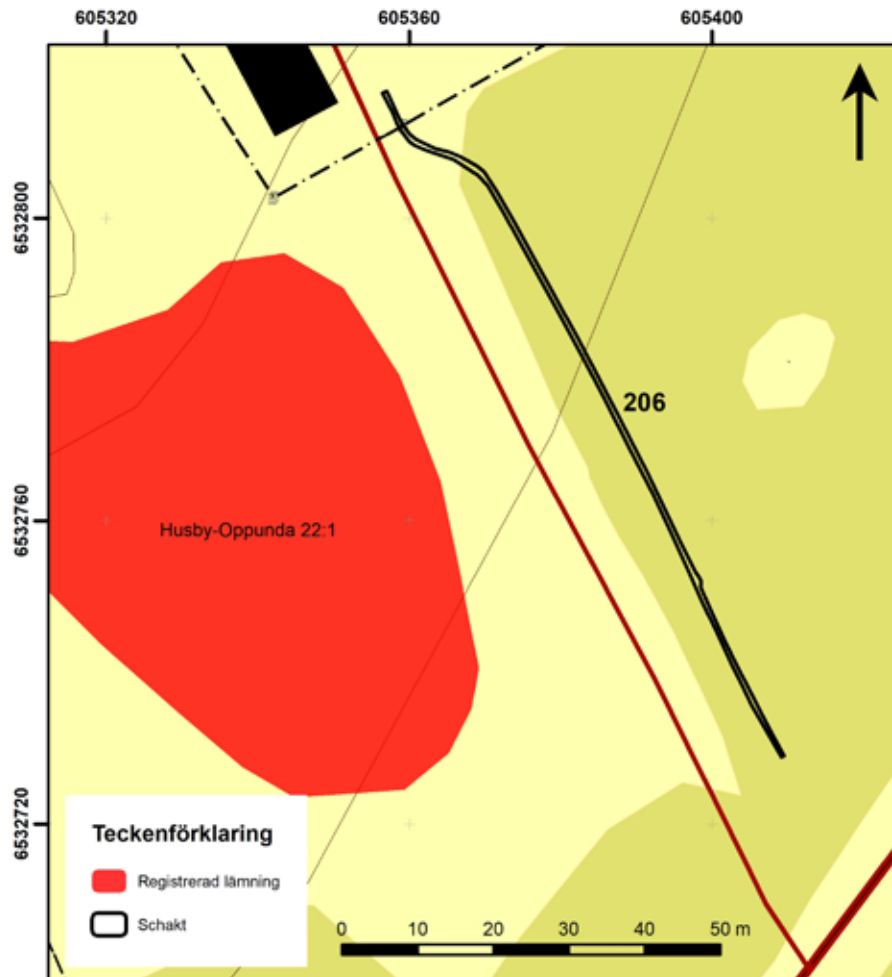 605320 605360 605400
6532800
206
6532760
Husby-Oppunda 22:1
6532720
Teckenförklaring
Registrerad lämning
Schakt
0 10 20 30 40 50 m